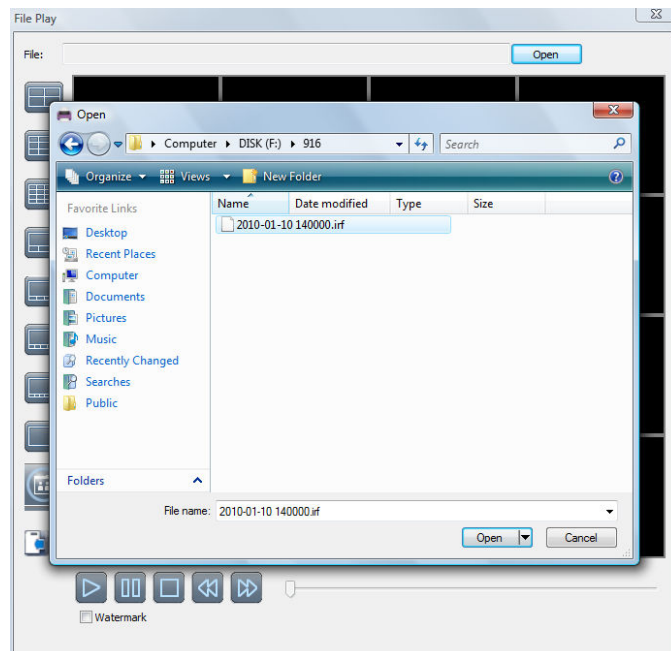 File Play
File:
Open
Open
Computer ▸ DISK (F:) ▸ 916
Search
Organize
Views
New Folder
?
Favorite Links
Name
Date modified
Type
Size
2010-01-10 140000.irf
Desktop
Recent Places
Computer
Documents
Pictures
Music
Recently Changed
Searches
Public
Folders
File name: 2010-01-10 140000.irf
Open
Cancel
Watermark